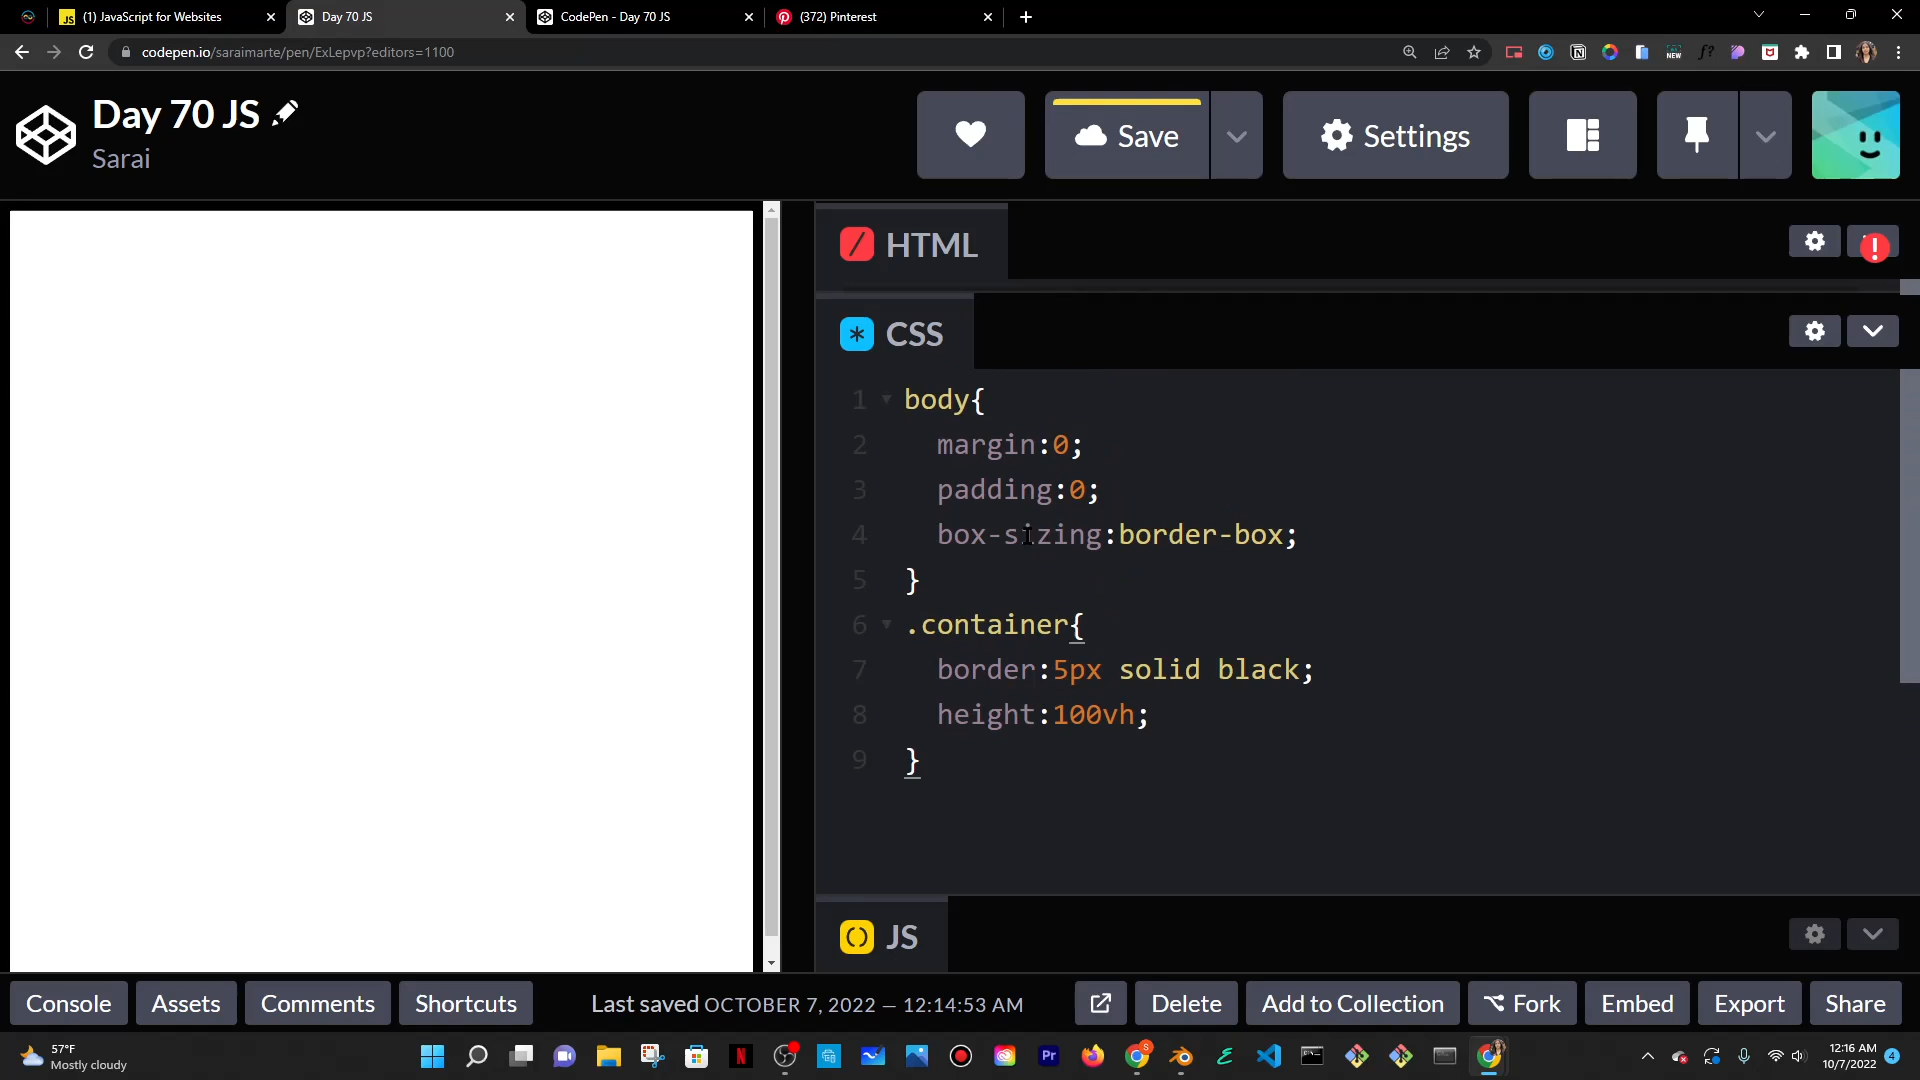 JS (1) JavaScript for Websites
Day 70 JS
CodePen - Day 70 JS
(372) Pinterest
codepen.io/saraimarte/pen/ExLepvp?editors=1100
NEW
f?
Day 70 JS
Sarai
Save
Settings
HTML
!
CSS
1 body{
2 margin:0;
3 padding:0;
4 box-sizing:border-box;
5 }
6 .container{
7 border:5px solid black;
8 height:100vh;
9 }
JS
Console
Assets
Comments
Shortcuts
Last saved OCTOBER 7, 2022 — 12:14:53 AM
Delete
Add to Collection
Fork
Embed
Export
Share
57°F
Mostly cloudy
N
Pr
S
12:16 AM
10/7/2022
4